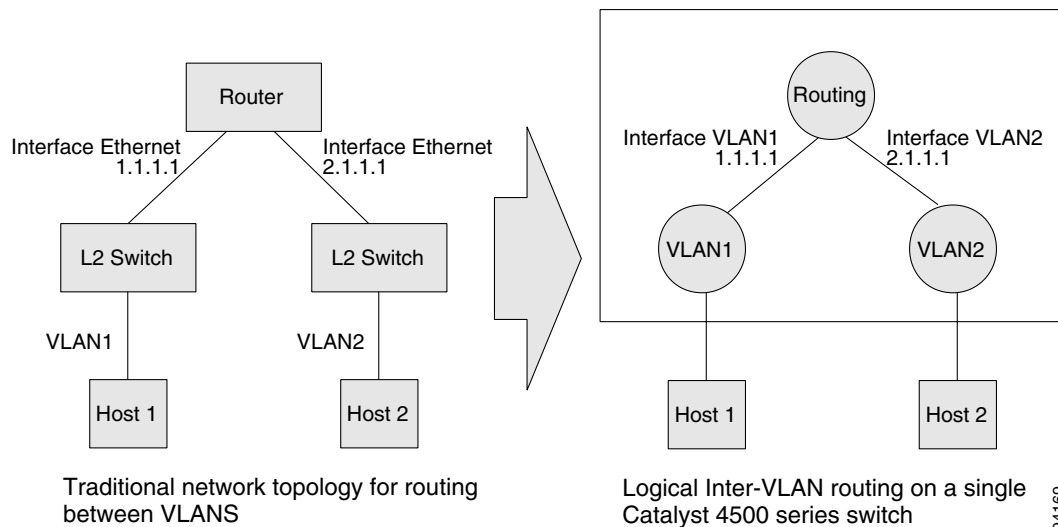 Router
Interface Ethernet
1.1.1.1
Interface Ethernet
2.1.1.1
L2 Switch
L2 Switch
VLAN1
VLAN2
Host 1
Host 2
Traditional network topology for routing
between VLANS
Routing
Interface VLAN1
1.1.1.1
Interface VLAN2
2.1.1.1
VLAN1
VLAN2
Host 1
Host 2
Logical Inter-VLAN routing on a single
Catalyst 4500 series switch